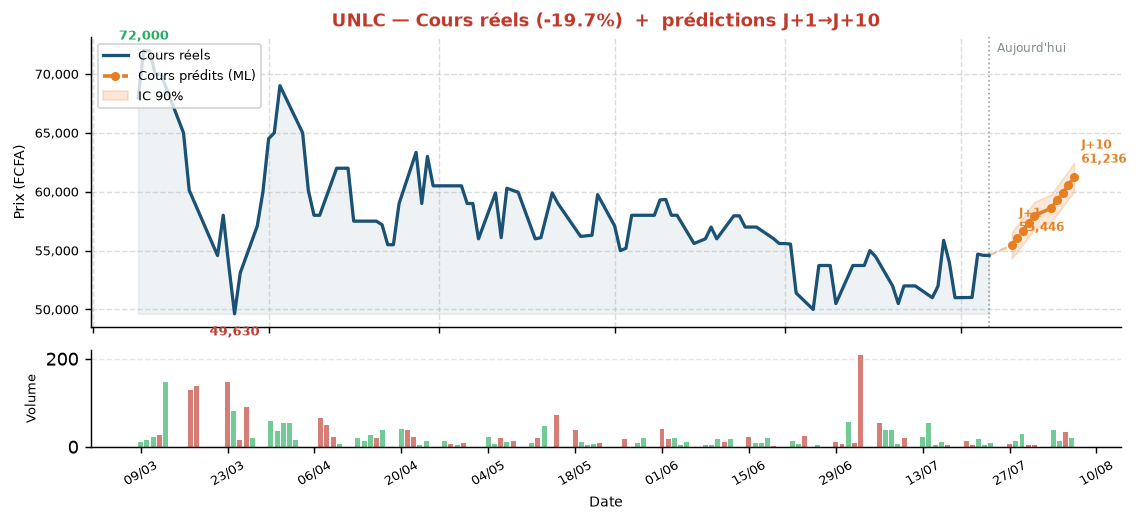 UNLC — Cours réels (-19.7%)  +  prédictions J+1→J+10
72,000
Aujourd'hui
Cours réels
Cours prédits (ML)
IC 90%
70,000
65,000
60,000
55,000
50,000
Prix (FCFA)
J+10
61,236
J+1
55,446
49,630
200
0
Volume
09/03
23/03
6/04
20/04
04/05
18/05
01/06
15/06
29/06
13/07
27/07
10/08
Date